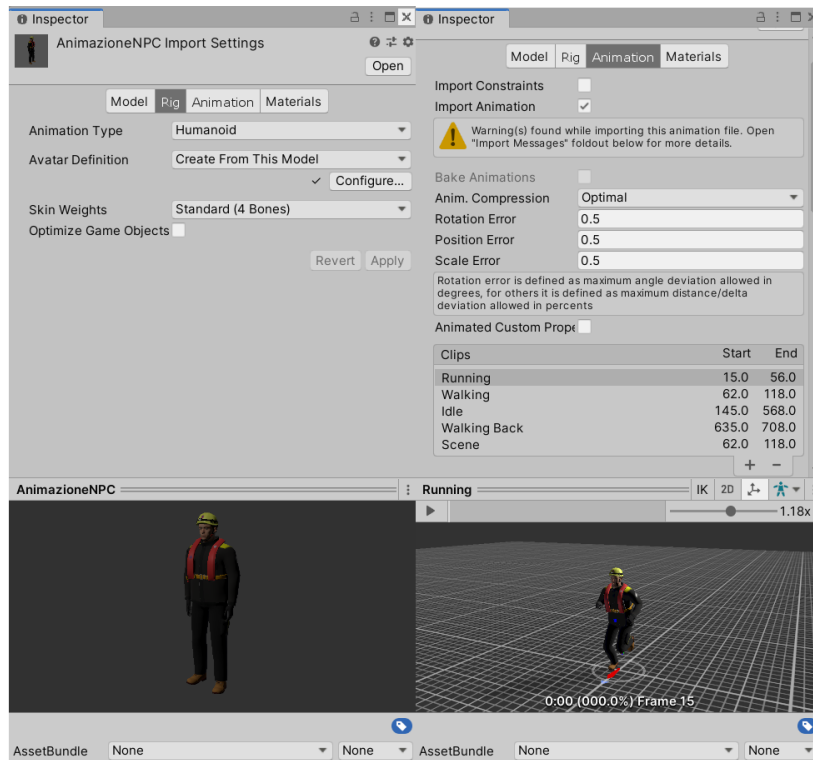 Inspector
AnimazioneNPC Import Settings
Open
Model Rig Animation Materials
Animation Type Humanoid
Avatar Definition Create From This Model
Configure...
Skin Weights Standard (4 Bones)
Optimize Game Objects
Revert Apply
AnimazioneNPC
AssetBundle None None
Inspector
Model Rig Animation Materials
Import Constraints
Import Animation
Warning(s) found while importing this animation file. Open
"Import Messages" foldout below for more details.
Bake Animations
Anim. Compression Optimal
Rotation Error 0.5
Position Error 0.5
Scale Error 0.5
Rotation error is defined as maximum angle deviation allowed in
degrees, for others it is defined as maximum distance/delta
deviation allowed in percents
Animated Custom Prope
Clips Start End
Running 15.0 56.0
Walking 62.0 118.0
Idle 145.0 568.0
Walking Back 635.0 708.0
Scene 62.0 118.0
+ −
Running IK 2D
1.18x
0:00 (000.0%) Frame 15
AssetBundle None None